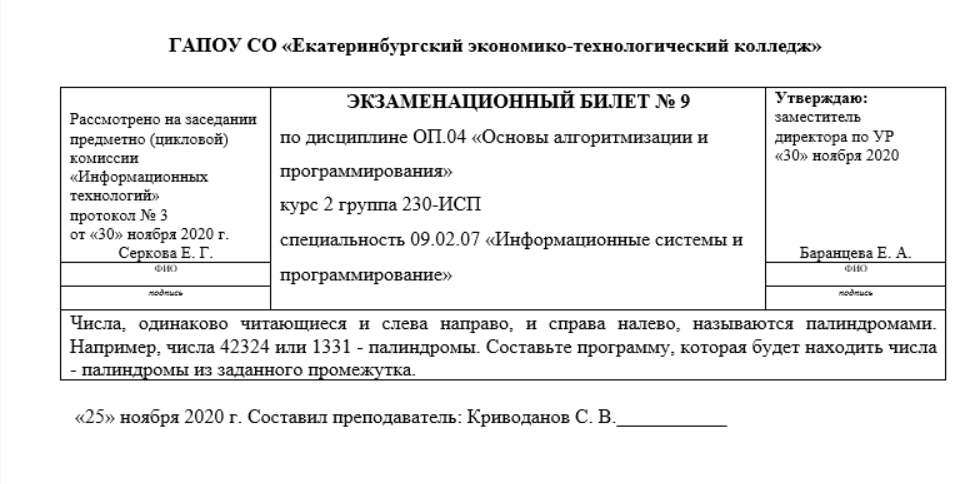 ГАПОУ СО «Екатеринбургский экономико-технологический колледж»
Рассмотрено на заседании
предметно (цикловой)
комиссии
«Информационных
технологий»
протокол № 3
от «30» ноября 2020 г.
Серкова Е. Г.
ФИО
подпись
ЭКЗАМЕНАЦИОННЫЙ БИЛЕТ № 9
по дисциплине ОП.04 «Основы алгоритмизации и
программирования»
курс 2 группа 230-ИСП
специальность 09.02.07 «Информационные системы и
программирование»
Утверждаю:
заместитель
директора по УР
«30» ноября 2020
Баранцева Е. А.
ФИО
подпись
Числа, одинаково читающиеся и слева направо, и справа налево, называются палиндромами.
Например, числа 42324 или 1331 - палиндромы. Составьте программу, которая будет находить числа
- палиндромы из заданного промежутка.
«25» ноября 2020 г. Составил преподаватель: Криводанов С. В.___________